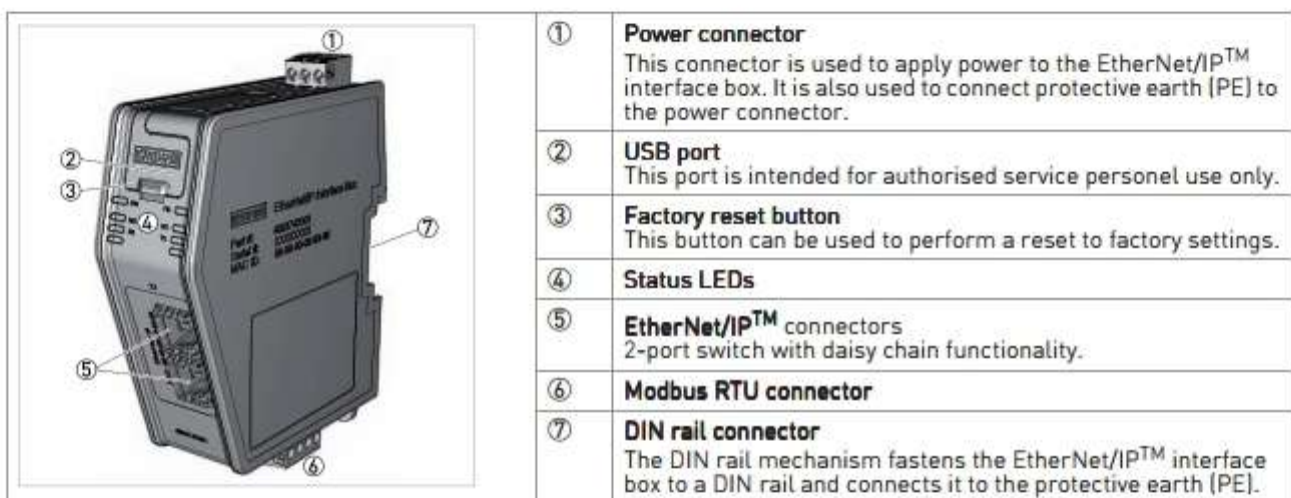 ①
②
③
④
⑤
⑥
⑦
EtherNet/IP Interface Box
① Power connector
This connector is used to apply power to the EtherNet/IP™
interface box. It is also used to connect protective earth (PE) to
the power connector.
② USB port
This port is intended for authorised service personel use only.
③ Factory reset button
This button can be used to perform a reset to factory settings.
④ Status LEDs
⑤ EtherNet/IP™ connectors
2-port switch with daisy chain functionality.
⑥ Modbus RTU connector
⑦ DIN rail connector
The DIN rail mechanism fastens the EtherNet/IP™ interface
box to a DIN rail and connects it to the protective earth (PE).